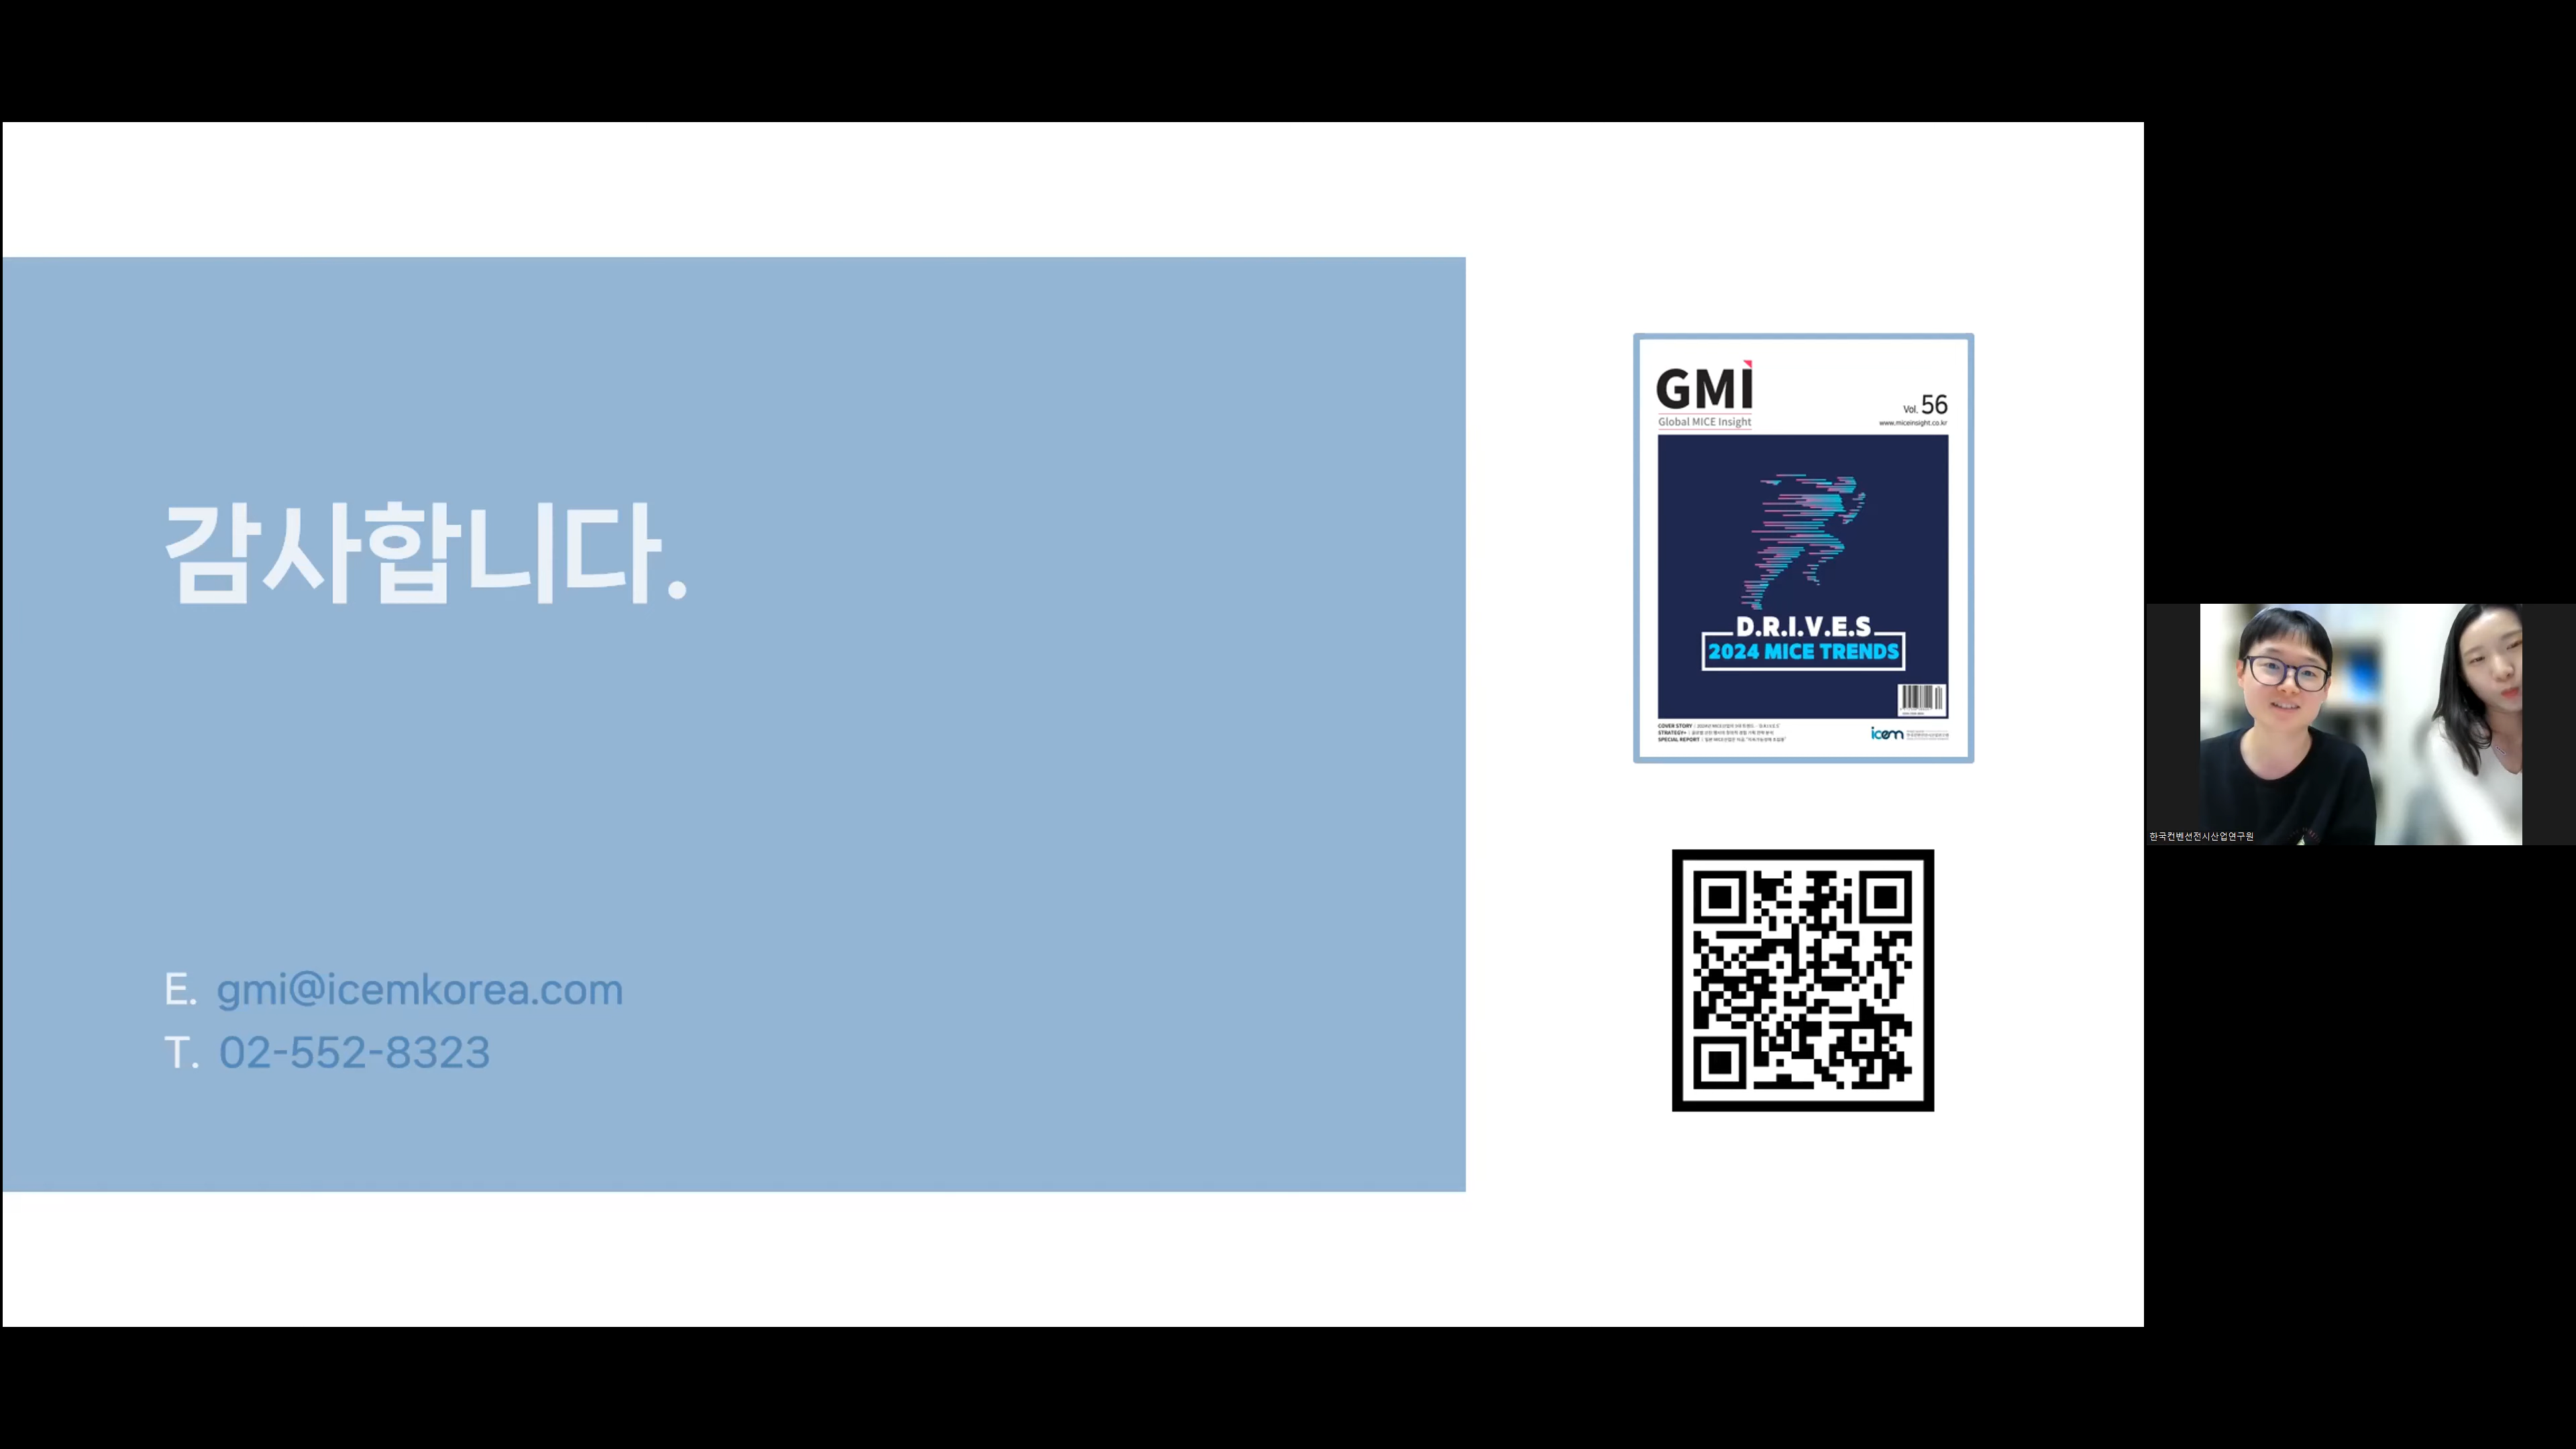 감사합니다.
E. gmi@icemkorea.com
T. 02-552-8323
GMI
Global MICE Insight
Vol. 56
www.miceinsight.co.kr
D.R.I.V.E.S
2024 MICE TRENDS
COVER STORY
STRATEGY+
SPECIAL REPORT
icem
한국컨벤션전시산업연구원